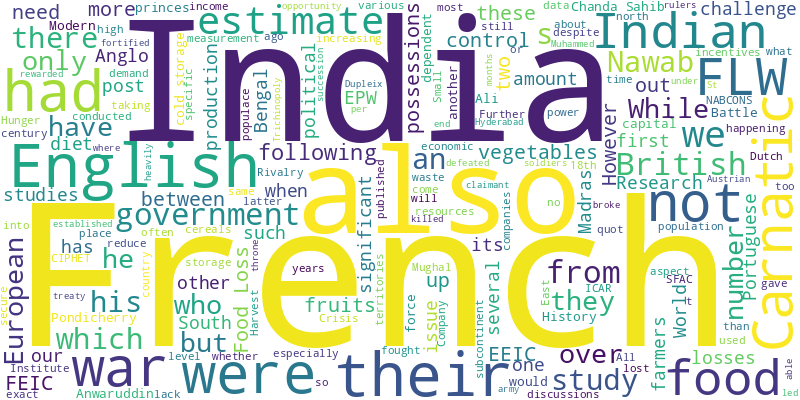 India
French
also
English
war
were
their
had
FLW
not
Indian
Carnatic
estimate
food
Nawab
we
While
British
European
government
which
study
from
over
number
his
but
he
there
only
these
control
possessions
political
production
vegetables
following
fruits
significant
between
they
However
an
up
its
issue
several
EEIC
FEIC
one
who
South
Food Loss
Bengal
EPW
Madras
Portuguese
World
farmers
losses
Research
first
two
out
s
amount
Chanda Sahib
challenge
need
more
Modern
princes
income
opportunity
various
measurement
ago
increasing
Anglo
post
diet
have
studies
has
such
when
other
our
Anwaruddin
Pondicherry
cold storage
specific
populace
Trichinopoly
Dupleix
per
succession
Ali
Small
Further
Hyderabad
months
dependent
another
or
power
Battle
NABCONS
Muhammed
rulers
north
most
still
despite
about
data
incentives
what
time
under
St
happening
Dutch
Austrian
capital
high
fortified
demand
Hunger
century
conducted
taking
rewarded
end
economic
18th
where
heavily
Rivalry
same
latter
often
cereals
CIPHET
country
storage
reduce
aspect
place
into
established
secure
treaty
Institute
exact
level
whether
lack
especially
so
years
Crisis
throne
Harvest
territories
Mughal
force
Company
fought
published
killed
waste
resources
come
will
defeated
claimant
soldiers
no
broke
too
quot
population
companies
subcontinent
East
ICAR
History
SFAC
It
gave
than
used
All
lost
able
led
would
discussions
army